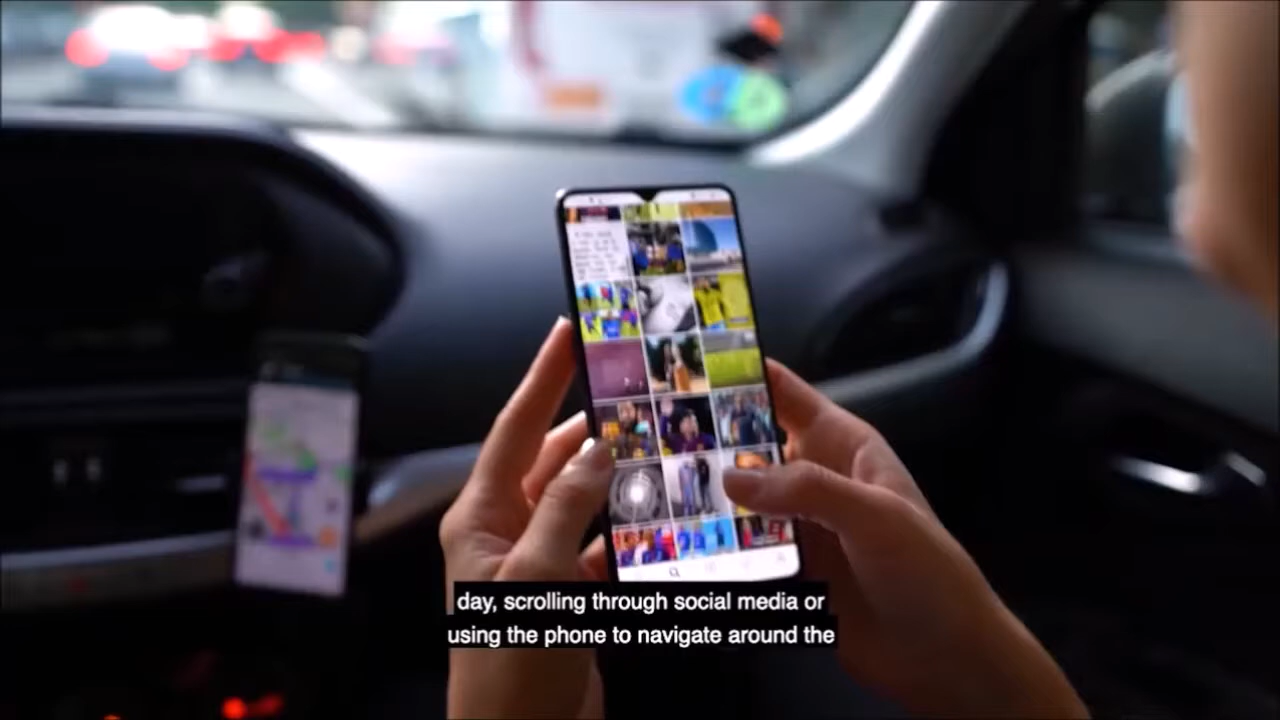 day, scrolling through social media or
using the phone to navigate around the